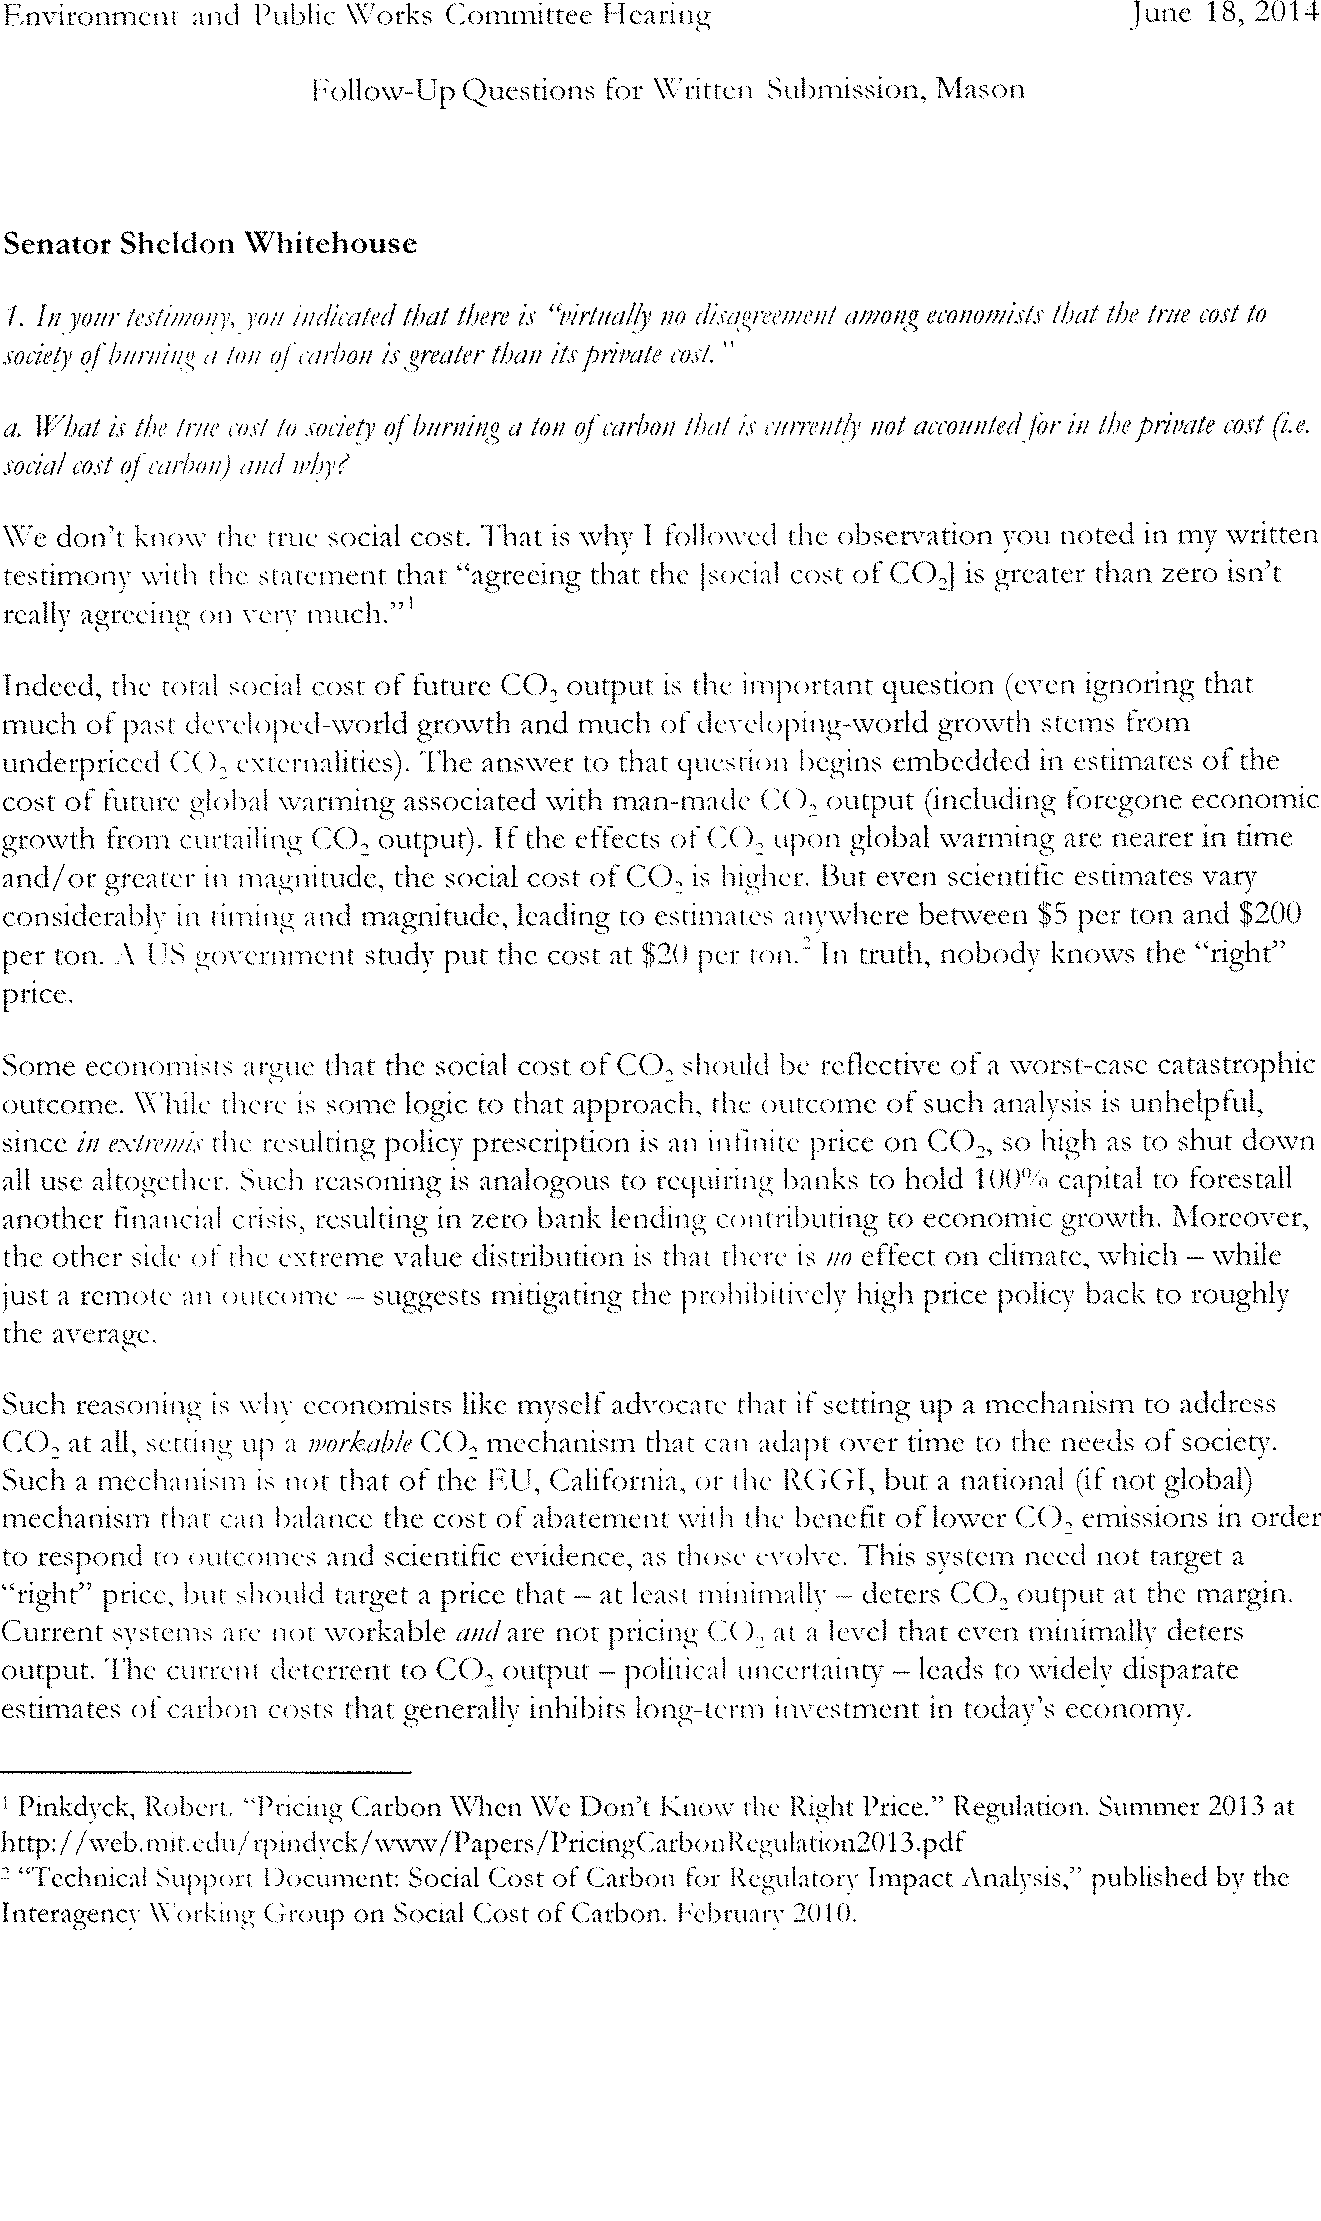 Environment and Public Works Committee Hearing June 18, 2014
Follow-Up Questions for Written Submission, Mason
Senator Sheldon Whitehouse
1. In your testimony, you indicated that there is “virtually no disagreement among economists that the true cost to
society of burning a ton of carbon is greater than its private cost.”
a. What is the true cost to society of burning a ton of carbon that is currently not accounted for in the private cost (i.e.
social cost of carbon) and why?
We don’t know the true social cost. That is why I followed the observation you noted in my written
testimony with the statement that “agreeing that the [social cost of CO₂] is greater than zero isn’t
really agreeing on very much.”¹
Indeed, the total social cost of future CO₂ output is the important question (even ignoring that
much of past developed-world growth and much of developing-world growth stems from
underpriced CO₂ externalities). The answer to that question begins embedded in estimates of the
cost of future global warming associated with man-made CO₂ output (including foregone economic
growth from curtailing CO₂ output). If the effects of CO₂ upon global warming are nearer in time
and/or greater in magnitude, the social cost of CO₂ is higher. But even scientific estimates vary
considerably in timing and magnitude, leading to estimates anywhere between $5 per ton and $200
per ton. A US government study put the cost at $20 per ton.² In truth, nobody knows the “right”
price.
Some economists argue that the social cost of CO₂ should be reflective of a worst-case catastrophic
outcome. While there is some logic to that approach, the outcome of such analysis is unhelpful,
since in extremis the resulting policy prescription is an infinite price on CO₂, so high as to shut down
all use altogether. Such reasoning is analogous to requiring banks to hold 100% capital to forestall
another financial crisis, resulting in zero bank lending contributing to economic growth. Moreover,
the other side of the extreme value distribution is that there is no effect on climate, which – while
just a remote an outcome – suggests mitigating the prohibitively high price policy back to roughly
the average.
Such reasoning is why economists like myself advocate that if setting up a mechanism to address
CO₂ at all, setting up a workable CO₂ mechanism that can adapt over time to the needs of society.
Such a mechanism is not that of the EU, California, or the RGGI, but a national (if not global)
mechanism that can balance the cost of abatement with the benefit of lower CO₂ emissions in order
to respond to outcomes and scientific evidence, as those evolve. This system need not target a
“right” price, but should target a price that – at least minimally – deters CO₂ output at the margin.
Current systems are not workable and are not pricing CO₂ at a level that even minimally deters
output. The current deterrent to CO₂ output – political uncertainty – leads to widely disparate
estimates of carbon costs that generally inhibits long-term investment in today’s economy.
¹ Pinkdyck, Robert. “Pricing Carbon When We Don’t Know the Right Price.” Regulation. Summer 2013 at
http://web.mit.edu/rpindyck/www/Papers/PricingCarbonRegulation2013.pdf
² “Technical Support Document: Social Cost of Carbon for Regulatory Impact Analysis,” published by the
Interagency Working Group on Social Cost of Carbon. February 2010.